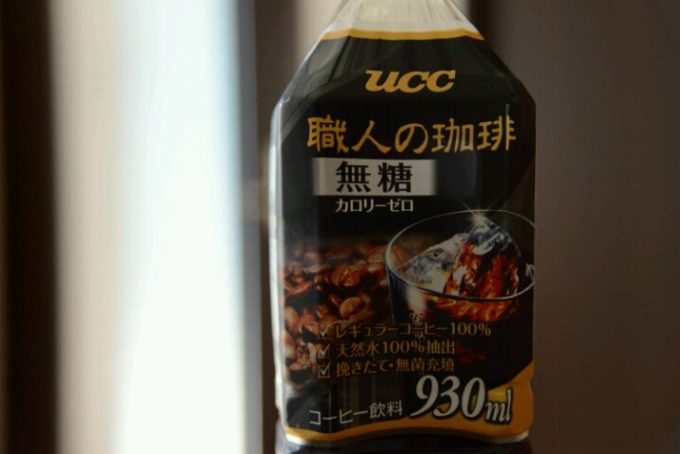 UCC
職人の珈琲
無糖
カロリーゼロ
レギュラーコーヒー100%
天然水100%抽出
挽きたて・無菌充填
コーヒー飲料 930ml